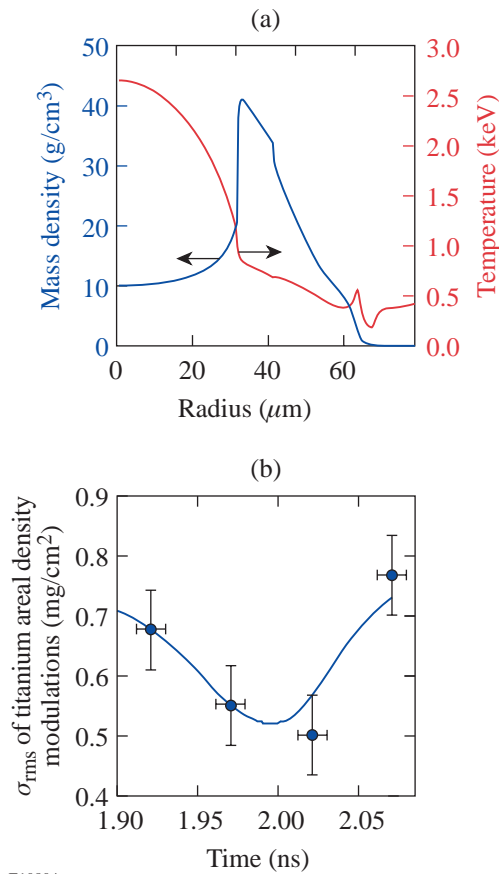 (a)
50
40
30
20
10
0
Mass density (g/cm³)
3.0
2.5
2.0
1.5
1.0
0.5
0.0
Temperature (keV)
0 20 40 60
Radius (μm)
(b)
0.9
0.8
0.7
0.6
0.5
0.4
σrms of titanium areal density
modulations (mg/cm²)
1.90 1.95 2.00 2.05
Time (ns)